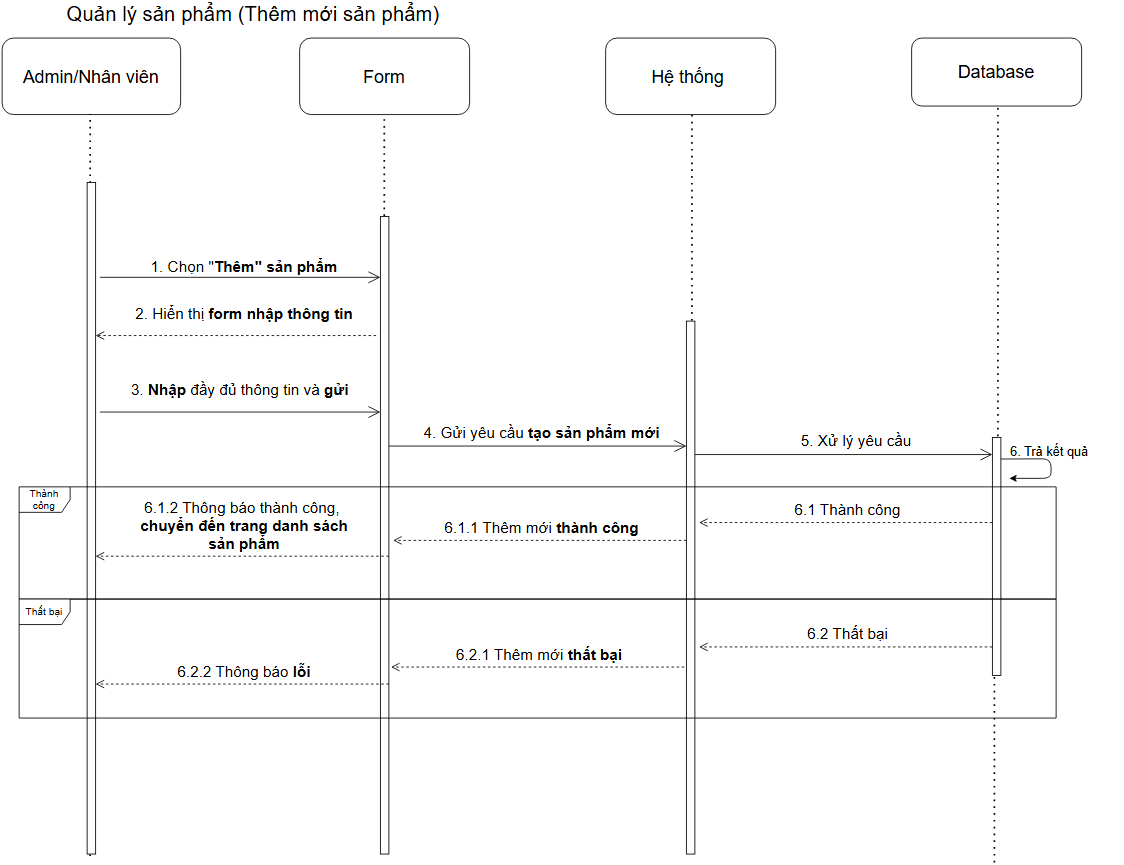 Quản lý sản phẩm (Thêm mới sản phẩm)
Admin/Nhân viên
Form
Hệ thống
Database
1. Chọn "Thêm" sản phẩm
2. Hiển thị form nhập thông tin
3. Nhập đầy đủ thông tin và gửi
4. Gửi yêu cầu tạo sản phẩm mới
5. Xử lý yêu cầu
6. Trả kết quả
Thành
công
6.1 Thành công
6.1.1 Thêm mới thành công
6.1.2 Thông báo thành công,
chuyển đến trang danh sách
sản phẩm
Thất bại
6.2 Thất bại
6.2.1 Thêm mới thất bại
6.2.2 Thông báo lỗi